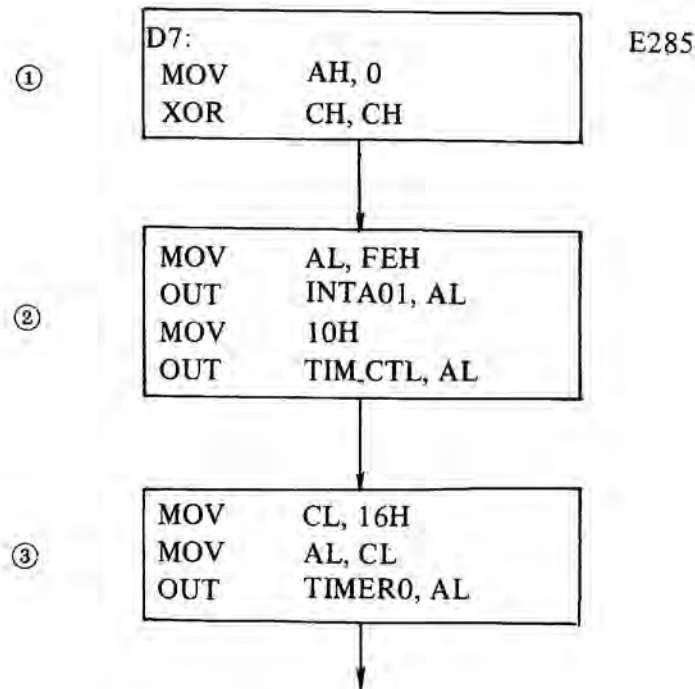 D7:
E285
①
MOV AH, 0
XOR CH, CH
MOV AL, FEH
OUT INTA01, AL
②
MOV 10H
OUT TIM_CTL, AL
MOV CL, 16H
③
MOV AL, CL
OUT TIMER0, AL